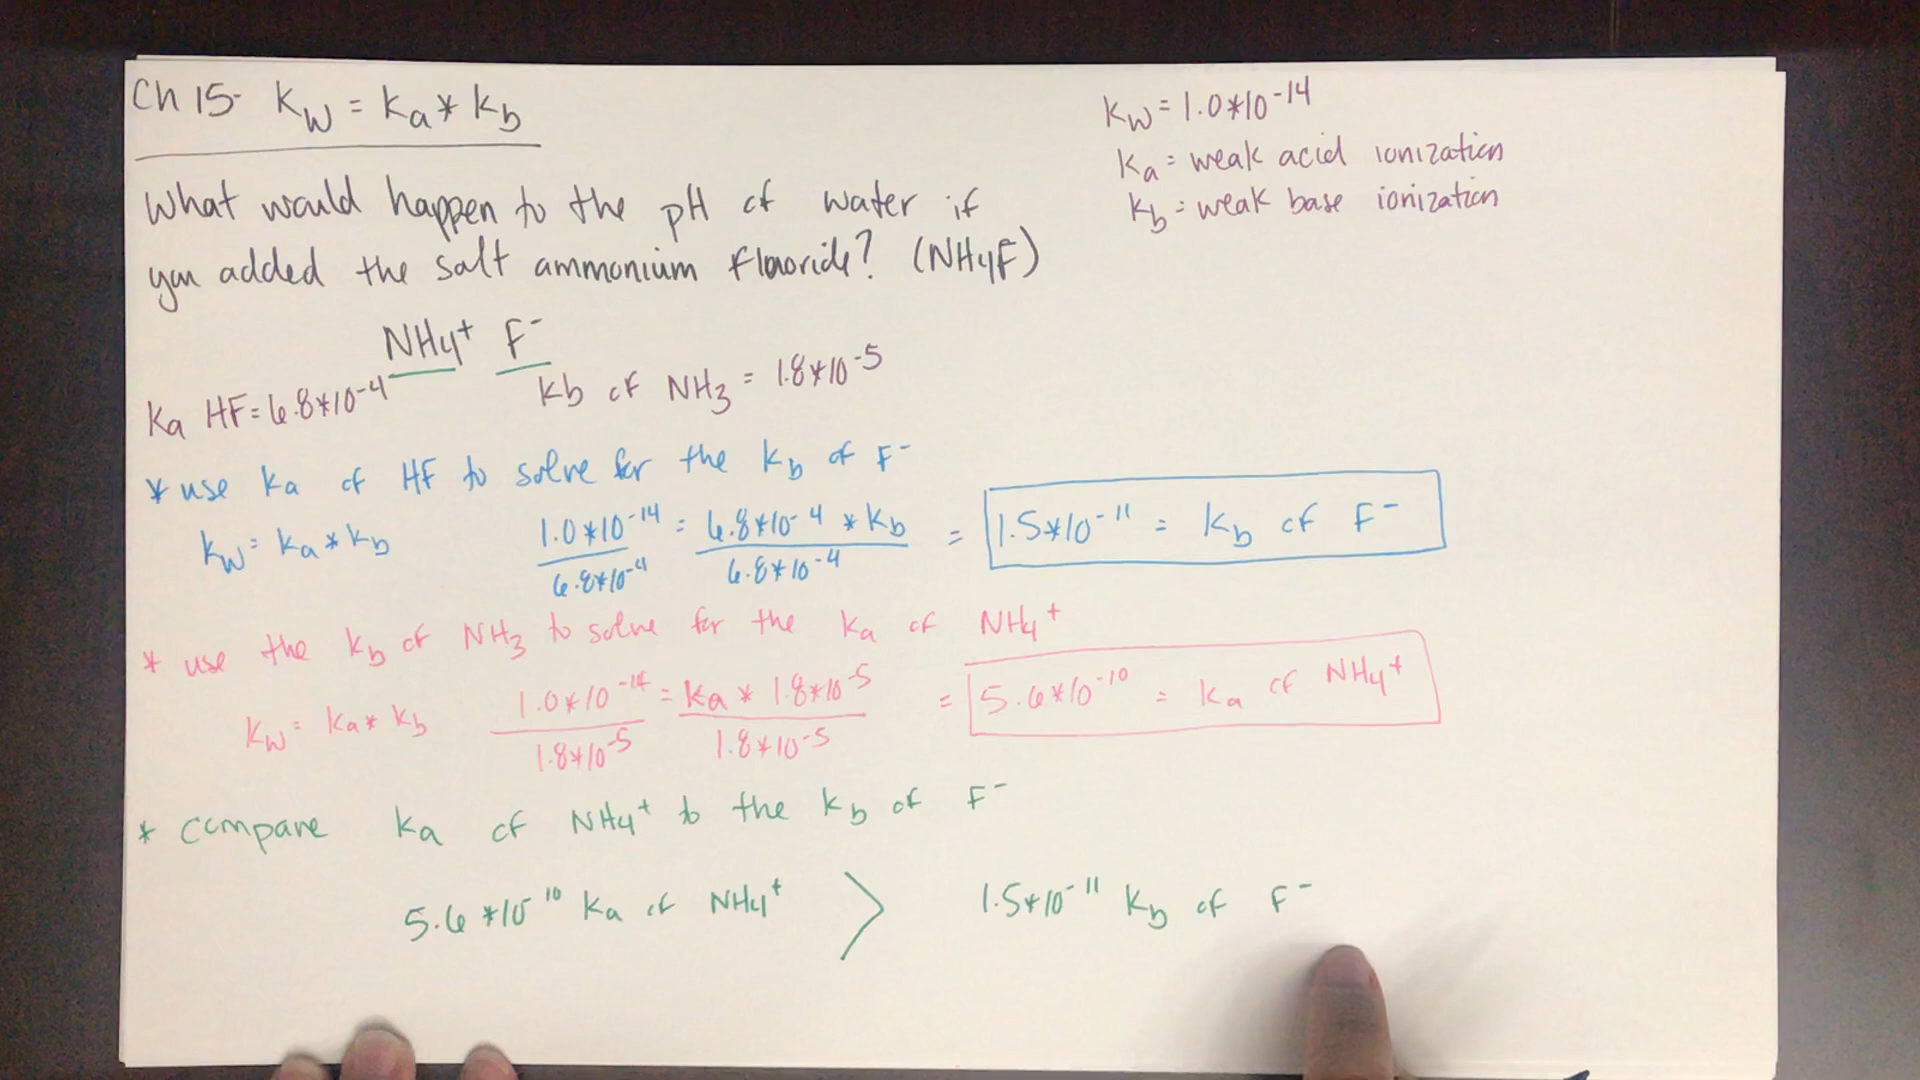 Ch 15- Kw = Ka * Kb
Kw = 1.0*10⁻¹⁴
Ka = weak acid ionization
Kb = weak base ionization
What would happen to the pH of water if
you added the salt ammonium fluoride? (NH4F)
NH4⁺ F⁻
Ka HF = 6.8*10⁻⁴
Kb of NH3 = 1.8*10⁻⁵
* use Ka of HF to solve for the Kb of F⁻
Kw = Ka * Kb 1.0*10⁻¹⁴ / 6.8*10⁻⁴ = 6.8*10⁻⁴ * Kb / 6.8*10⁻⁴ = 1.5*10⁻¹¹ = Kb of F⁻
* use the Kb of NH3 to solve for the Ka of NH4⁺
Kw = Ka * Kb 1.0*10⁻¹⁴ / 1.8*10⁻⁵ = Ka * 1.8*10⁻⁵ / 1.8*10⁻⁵ = 5.6*10⁻¹⁰ = Ka of NH4⁺
* Compare Ka of NH4⁺ to the Kb of F⁻
5.6*10⁻¹⁰ Ka of NH4⁺ > 1.5*10⁻¹¹ Kb of F⁻